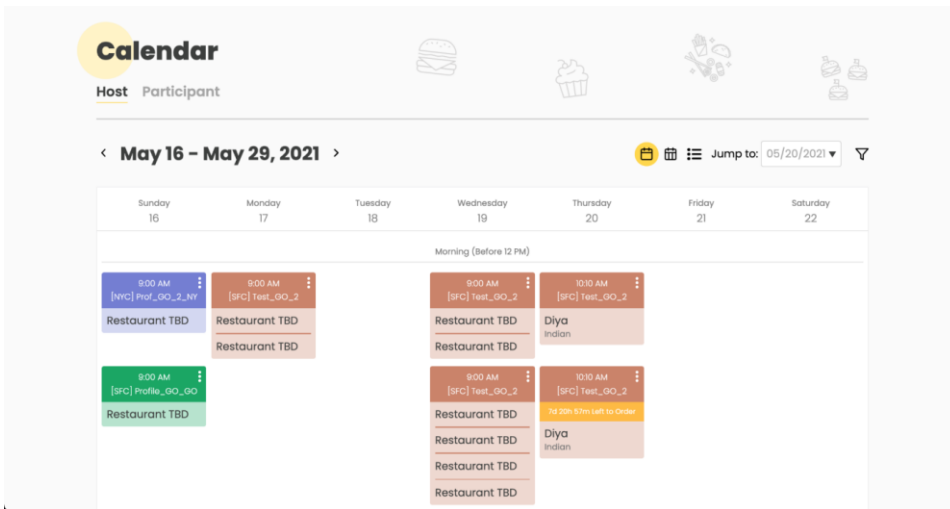 Calendar
Host Participant
‹ May 16 – May 29, 2021 › Jump to: 05/20/2021 ▾
Sunday Monday Tuesday Wednesday Thursday Friday Saturday
16 17 18 19 20 21 22
Morning (Before 12 PM)
9:00 AM 9:00 AM 9:00 AM 10:10 AM
[NYC] Prof_GO_2_NY [SFC] Test_GO_2 [SFC] Test_GO_2 [SFC] Test_GO_2
Restaurant TBD Restaurant TBD Restaurant TBD Diya
Indian
Restaurant TBD Restaurant TBD
9:00 AM 9:00 AM 10:10 AM
[SFC] Profile_GO_GO [SFC] Test_GO_2 [SFC] Test_GO_2
Restaurant TBD Restaurant TBD 7d 20h 57m Left to Order
Restaurant TBD Diya
Indian
Restaurant TBD
Restaurant TBD